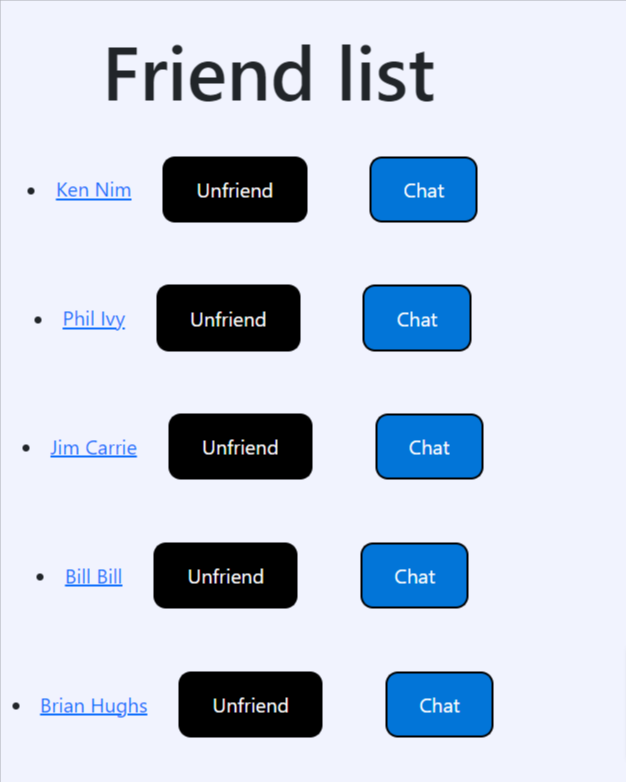 Friend list
Ken Nim Unfriend Chat
Phil Ivy Unfriend Chat
Jim Carrie Unfriend Chat
Bill Bill Unfriend Chat
Brian Hughs Unfriend Chat